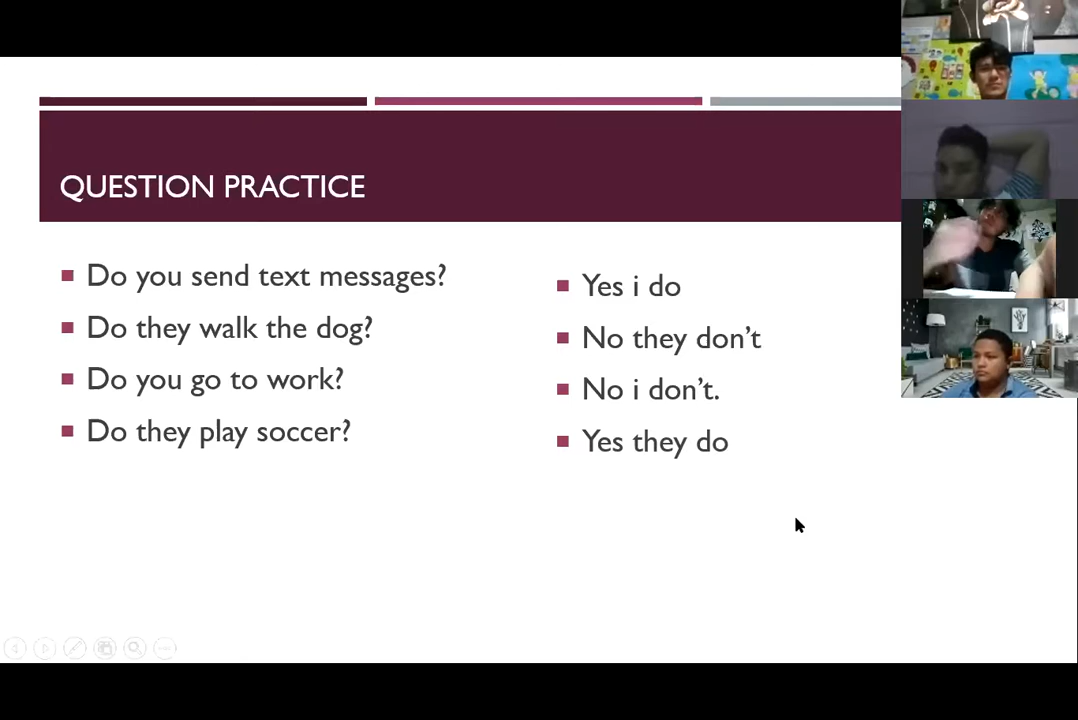 QUESTION PRACTICE
Do you send text messages?
Do they walk the dog?
Do you go to work?
Do they play soccer?
Yes i do
No they don’t
No i don’t.
Yes they do